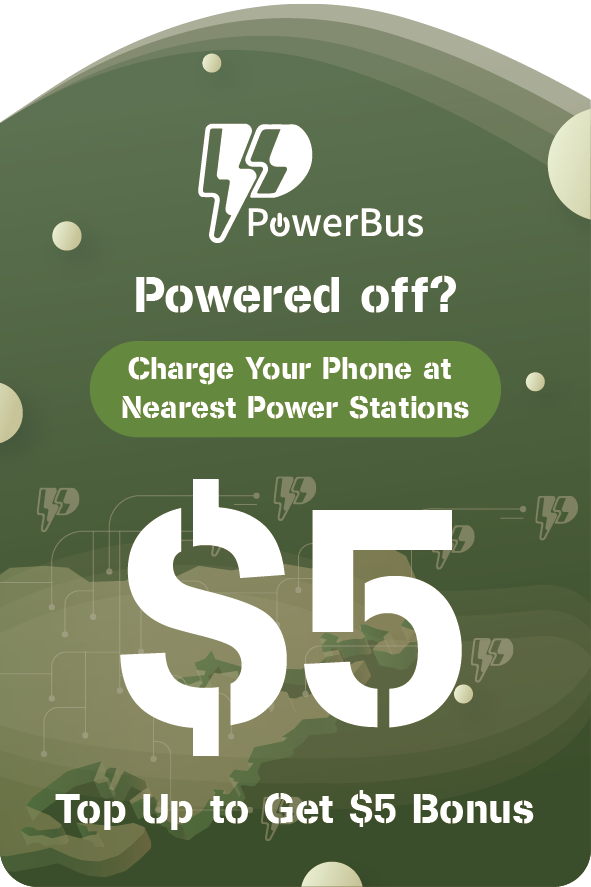 PowerBus
Powered off?
Charge Your Phone at
Nearest Power Stations
$5
Top Up to Get $5 Bonus